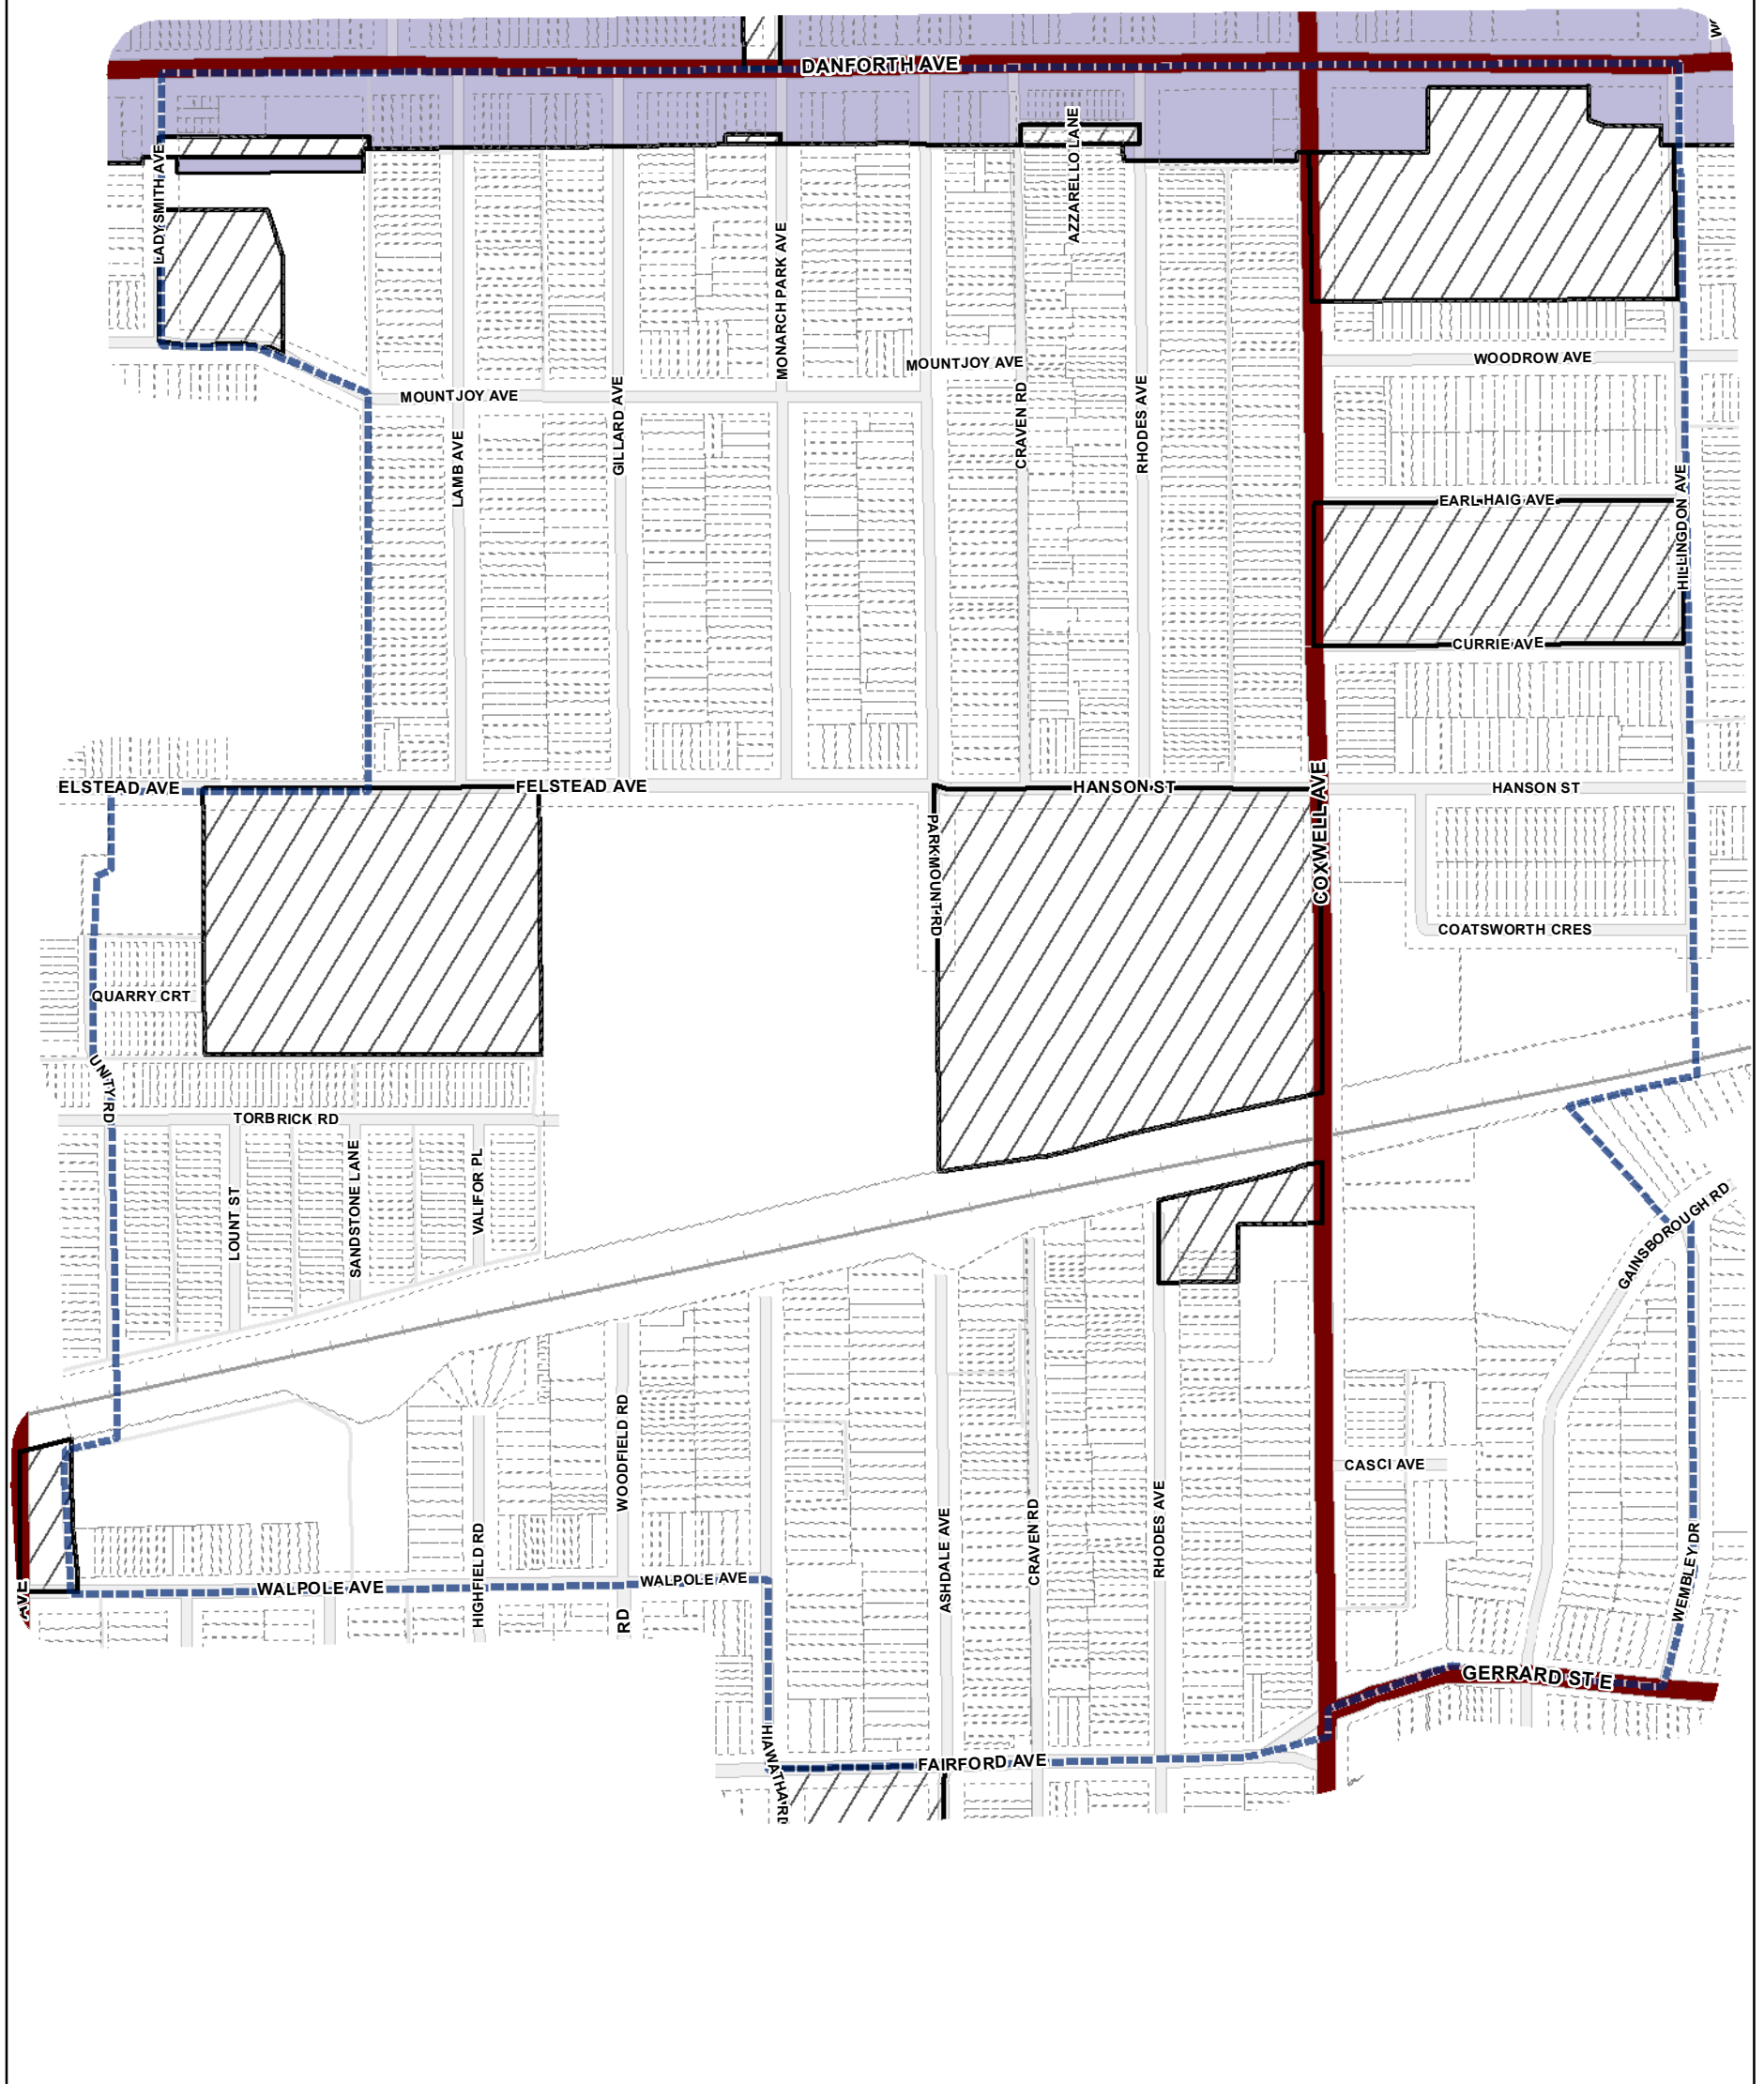 W
DANFORTH AVE
LADYSMITH AVE
AZZARELLO LANE
MONARCH PARK AVE
WOODROW AVE
MOUNTJOY AVE
MOUNTJOY AVE
GILLARD AVE
CRAVEN RD
RHODES AVE
LAMB AVE
EARL HAIG AVE
HILLINGDON AVE
CURRIE AVE
ELSTEAD AVE
FELSTEAD AVE
HANSON ST
COXWELL AVE
HANSON ST
PARKMOUNT RD
COATSWORTH CRES
QUARRY CRT
UNITY RD
TORBRICK RD
LOUNT ST
SANDSTONE LANE
VALIFOR PL
GAINSBOROUGH RD
WOODFIELD RD
CASCI AVE
HIGHFIELD RD
ASHDALE AVE
CRAVEN RD
RHODES AVE
WEMBLEY DR
AVE
WALPOLE AVE
WALPOLE AVE
RD
GERRARD ST E
HIAWATHA RD
FAIRFORD AVE